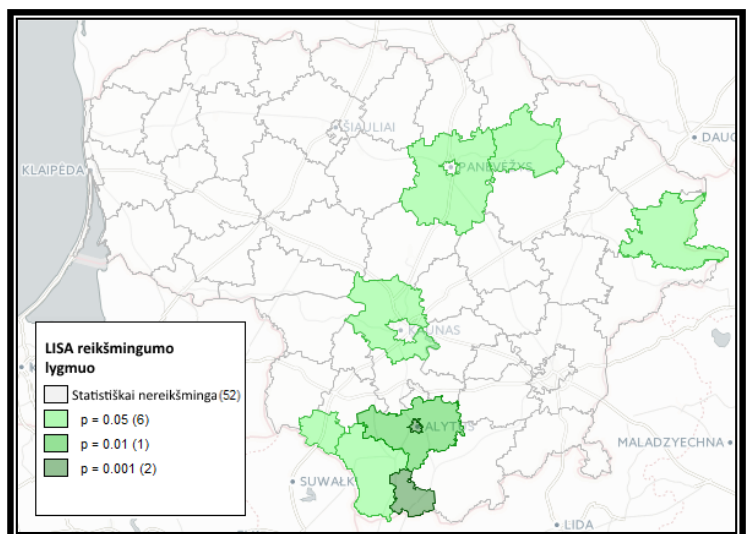 ŠIAULIAI
DAUG
KLAIPĖDA
PANEVĖŽYS
KAUNAS
LISA reikšmingumo
lygmuo
Statistiškai nereikšminga (52)
p = 0.05 (6)
p = 0.01 (1)
p = 0.001 (2)
ALYTUS
SUWAŁKI
MALADZYECHNA
LIDA